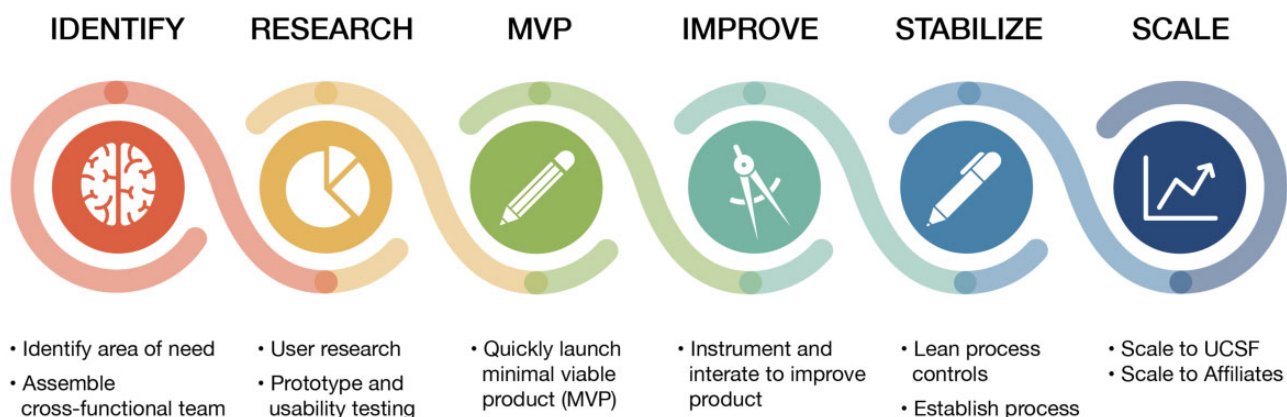 IDENTIFY
RESEARCH
MVP
IMPROVE
STABILIZE
SCALE
• Identify area of need
• Assemble
cross-functional team
• User research
• Prototype and
usability testing
• Quickly launch
minimal viable
product (MVP)
• Instrument and
interate to improve
product
• Lean process
controls
• Establish process
• Scale to UCSF
• Scale to Affiliates